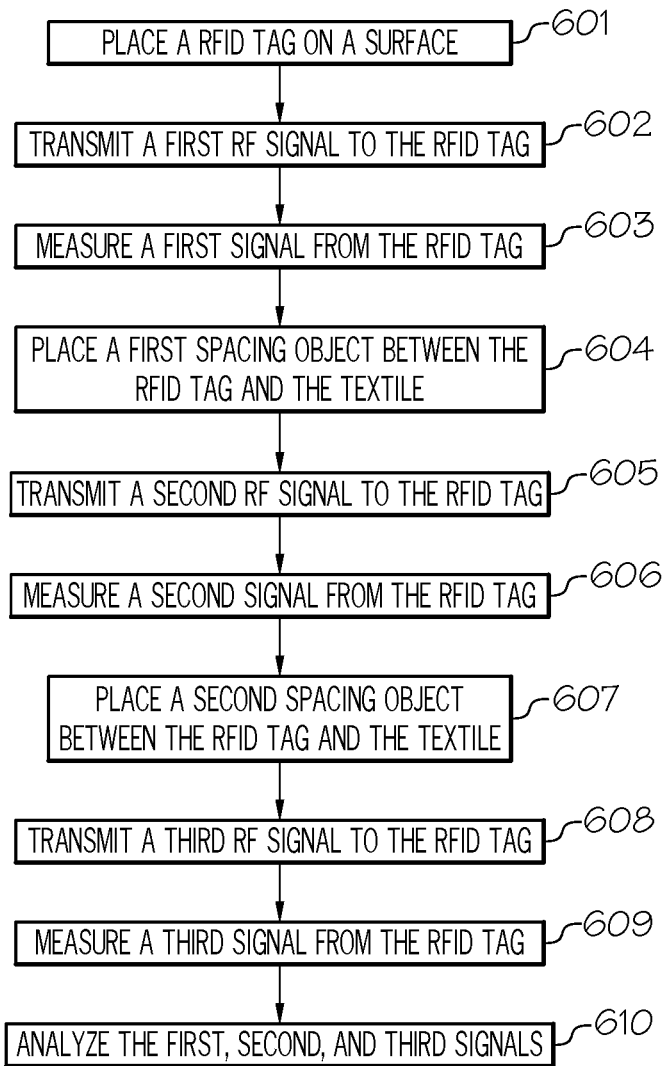 PLACE A RFID TAG ON A SURFACE
601
TRANSMIT A FIRST RF SIGNAL TO THE RFID TAG
602
MEASURE A FIRST SIGNAL FROM THE RFID TAG
603
PLACE A FIRST SPACING OBJECT BETWEEN THE
RFID TAG AND THE TEXTILE
604
TRANSMIT A SECOND RF SIGNAL TO THE RFID TAG
605
MEASURE A SECOND SIGNAL FROM THE RFID TAG
606
PLACE A SECOND SPACING OBJECT
BETWEEN THE RFID TAG AND THE TEXTILE
607
TRANSMIT A THIRD RF SIGNAL TO THE RFID TAG
608
MEASURE A THIRD SIGNAL FROM THE RFID TAG
609
ANALYZE THE FIRST, SECOND, AND THIRD SIGNALS
610